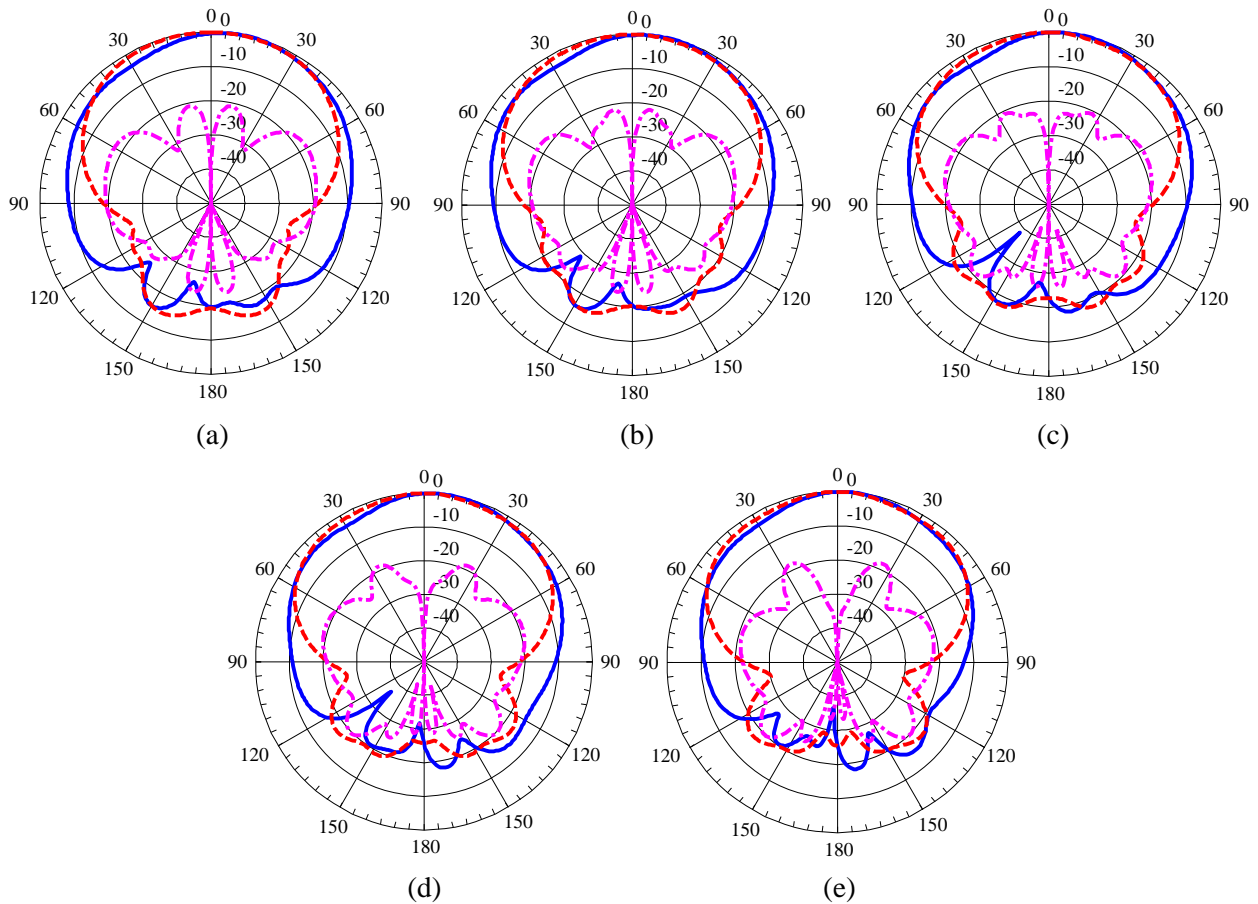 0 0 0 0 0 0
30 30 30 30 30 30
-10 -10 -10
60 60 60 60 60 60
-20 -20 -20
-30 -30 -30
-40 -40 -40
90 90 90 90 90 90
120 120 120 120 120 120
150 150 150 150 150 150
180 180 180
(a) (b) (c)
0 0 0 0
30 30 30 30
-10 -10
60 60 60 60
-20 -20
-30 -30
-40 -40
90 90 90 90
120 120 120 120
150 150 150 150
180 180
(d) (e)